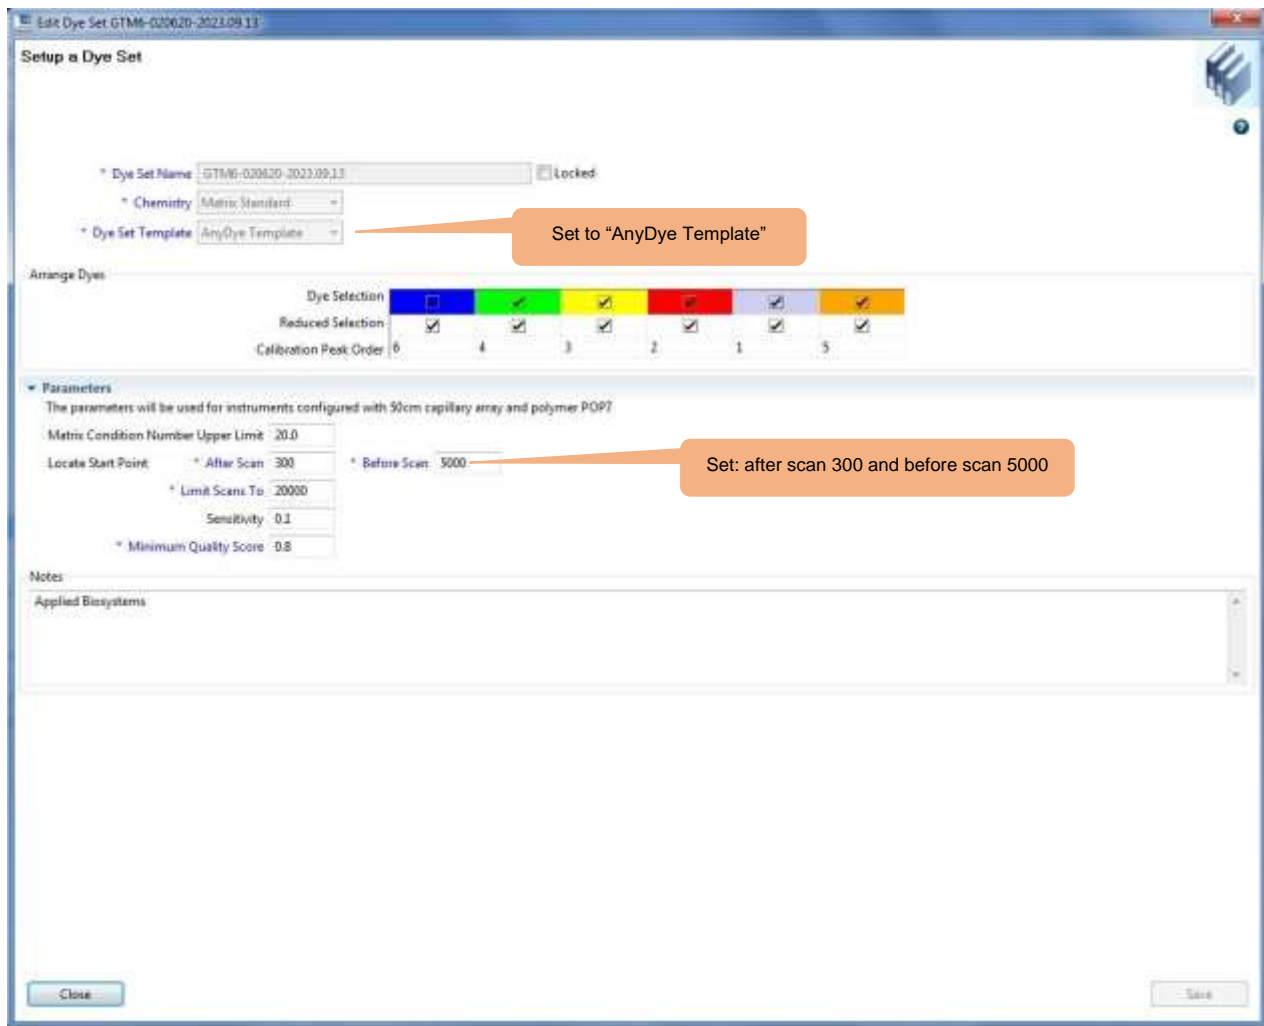 Edit Dye Set GTM6-020620-2023.09.13
Setup a Dye Set
* Dye Set Name GTM6-020620-2023.09.13 Locked
* Chemistry Matrix Standard
* Dye Set Template AnyDye Template
Set to “AnyDye Template”
Arrange Dyes
Dye Selection
Reduced Selection
Calibration Peak Order 6 4 3 2 1 5
Parameters
The parameters will be used for instruments configured with 50cm capillary array and polymer POP7
Matrix Condition Number Upper Limit 20.0
Locate Start Point * After Scan 300 * Before Scan 5000
Set: after scan 300 and before scan 5000
* Limit Scans To 20000
Sensitivity 0.1
* Minimum Quality Score 0.8
Notes
Applied Biosystems
Close Save